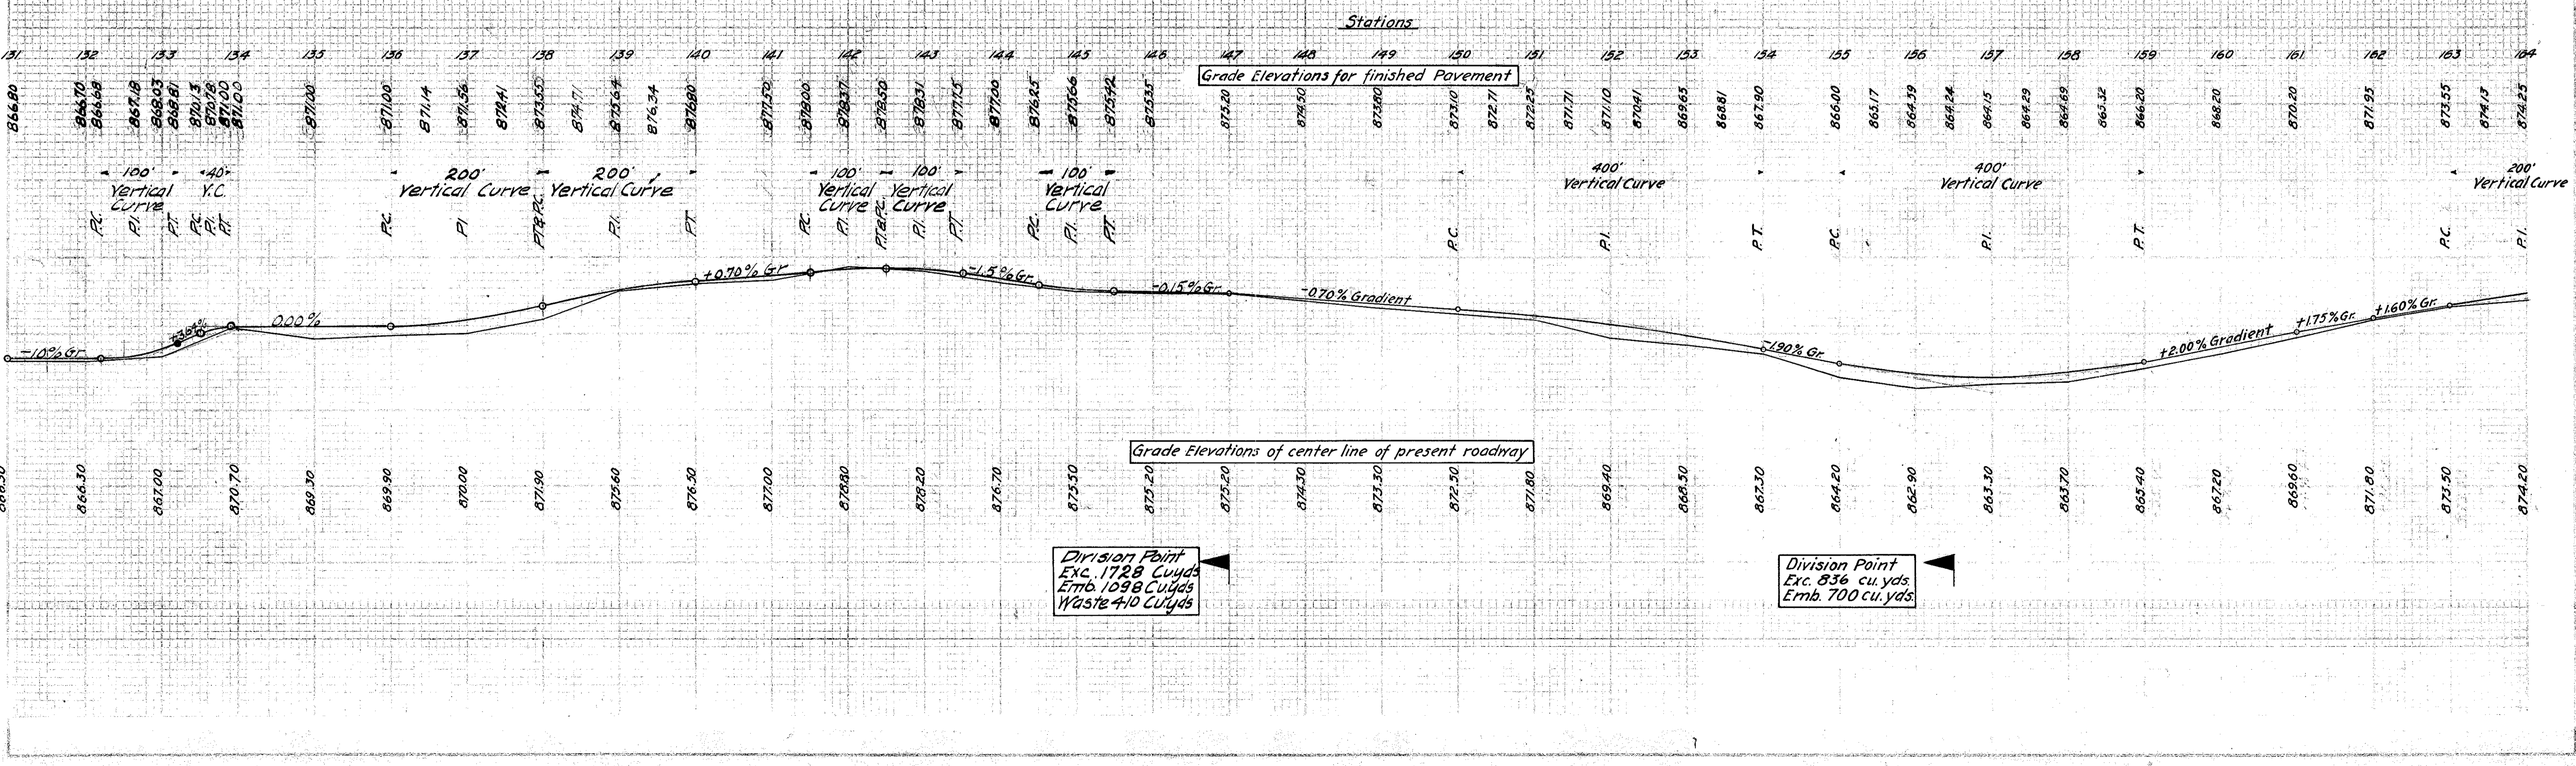 Stations
131 132 133 134 135 136 137 138 139 140 141 142 143 144 145 146 147 148 149 150 151 152 153 154 155 156 157 158 159 160 161 162 163 164
Grade Elevations for finished Pavement
866.80 866.70 866.68 867.18 868.03 868.81 870.13 870.78 871.00 871.00 871.00 871.00 871.14 871.56 872.41 873.55 874.71 875.64 876.34 876.80 877.50 878.00 878.37 878.50 878.31 877.75 877.00 876.25 875.66 875.42 875.35 875.20 874.50 873.80 873.10 872.71 872.25 871.71 871.10 870.41 869.65 868.81 867.90 866.00 865.17 864.59 864.24 864.15 864.29 864.69 865.32 866.20 868.20 870.20 871.95 873.55 874.13 874.25
100' 40' 200' 200' 100' 100' 100' 400' 400' 200'
Vertical V.C. Vertical Curve Vertical Curve Vertical Vertical Vertical Vertical Curve Vertical Curve Vertical Curve
Curve Curve Curve Curve
P.C. P.I. P.T. P.C. P.I. P.T. P.C. P.I P.T.&P.C. P.I. P.T. P.C. P.I. P.T.&P.C. P.I. P.T. P.C. P.I. P.T. P.C. P.I. P.T. P.C. P.I. P.T. P.C. P.I.
-.10% Gr. +3.64% 0.00% +0.70% Gr -1.5% Gr. -0.15% Gr. -0.70% Gradient -1.90% Gr. +2.00% Gradient +1.75% Gr. +1.60% Gr.
Grade Elevations of center line of present roadway
866.30 867.00 870.70 869.30 869.90 870.00 871.90 875.60 876.50 877.00 878.80 878.20 876.70 875.50 875.20 875.20 874.30 873.30 872.50 871.80 869.40 868.50 867.30 864.20 862.90 863.30 863.70 865.40 867.20 869.60 871.80 873.50 874.20
Division Point
Exc. 1728 Cu.yds
Emb. 1098 Cu.yds
Waste 410 Cu.yds
Division Point
Exc. 836 cu. yds.
Emb. 700 cu. yds.